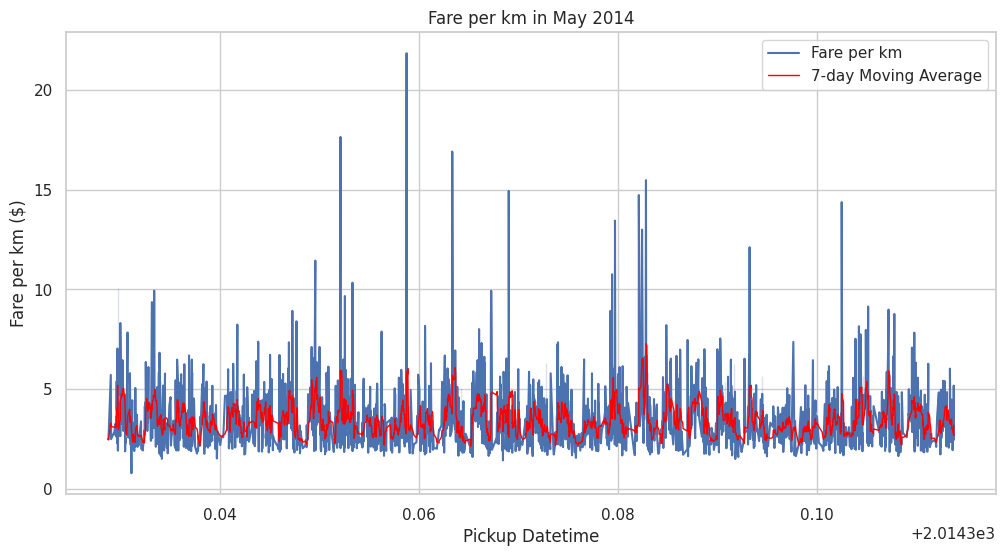 Fare per km in May 2014
Fare per km
7-day Moving Average
Fare per km ($)
20
15
10
5
0
0.04
0.06
0.08
0.10
+2.0143e3
Pickup Datetime